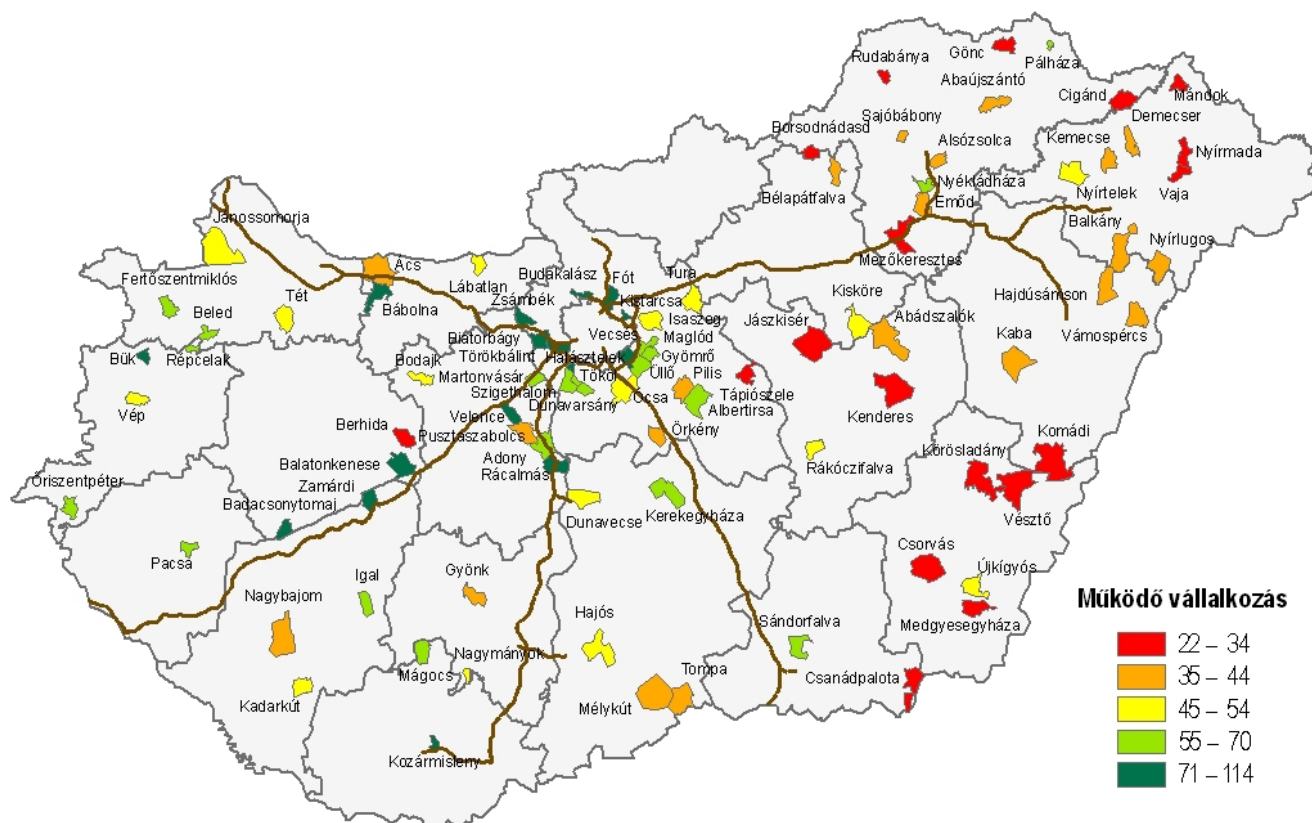 Gönc
Rudabánya
Pálháza
Abaújszántó
Cigánd
Mándok
Sajóbábony
Demecser
Borsodnádasd
Alsózsolca
Kemecse
Nyírmada
Nyékládháza
Bélapátfalva
Nyírtelek
Vaja
Emőd
Jánossomorja
Balkány
Nyírlugos
Mezőkeresztes
Ács
Budakalász
Fót
Tura
Fertőszentmiklós
Lábatlan
Hajdúsámson
Tét
Zsámbék
Kistarcsa
Kisköre
Beled
Bábolna
Vecsés
Isaszeg
Jászkisér
Abádszalók
Vámospércs
Biatorbágy
Maglód
Kaba
Bük
Répcelak
Bodajk
Törökbálint
Halásztelek
Gyömrő
Martonvásár
Tököl
Üllő
Pilis
Szigethalom
Tápiószele
Vép
Dunavarsány
Ócsa
Albertirsa
Kenderes
Velence
Berhida
Pusztaszabolcs
Örkény
Komádi
Körösladány
Balatonkenese
Adony
Rácalmás
Rákóczifalva
Őriszentpéter
Zamárdi
Badacsonytomaj
Dunavecse
Kerekegyháza
Vésztő
Pacsa
Csorvás
Igal
Gyönk
Újkígyós
Nagybajom
Hajós
Sándorfalva
Medgyesegyháza
Működő vállalkozás
22 – 34
35 – 44
45 – 54
55 – 70
71 – 114
Nagymányok
Mágocs
Tompa
Csanádpalota
Kadarkút
Mélykút
Kozármisleny